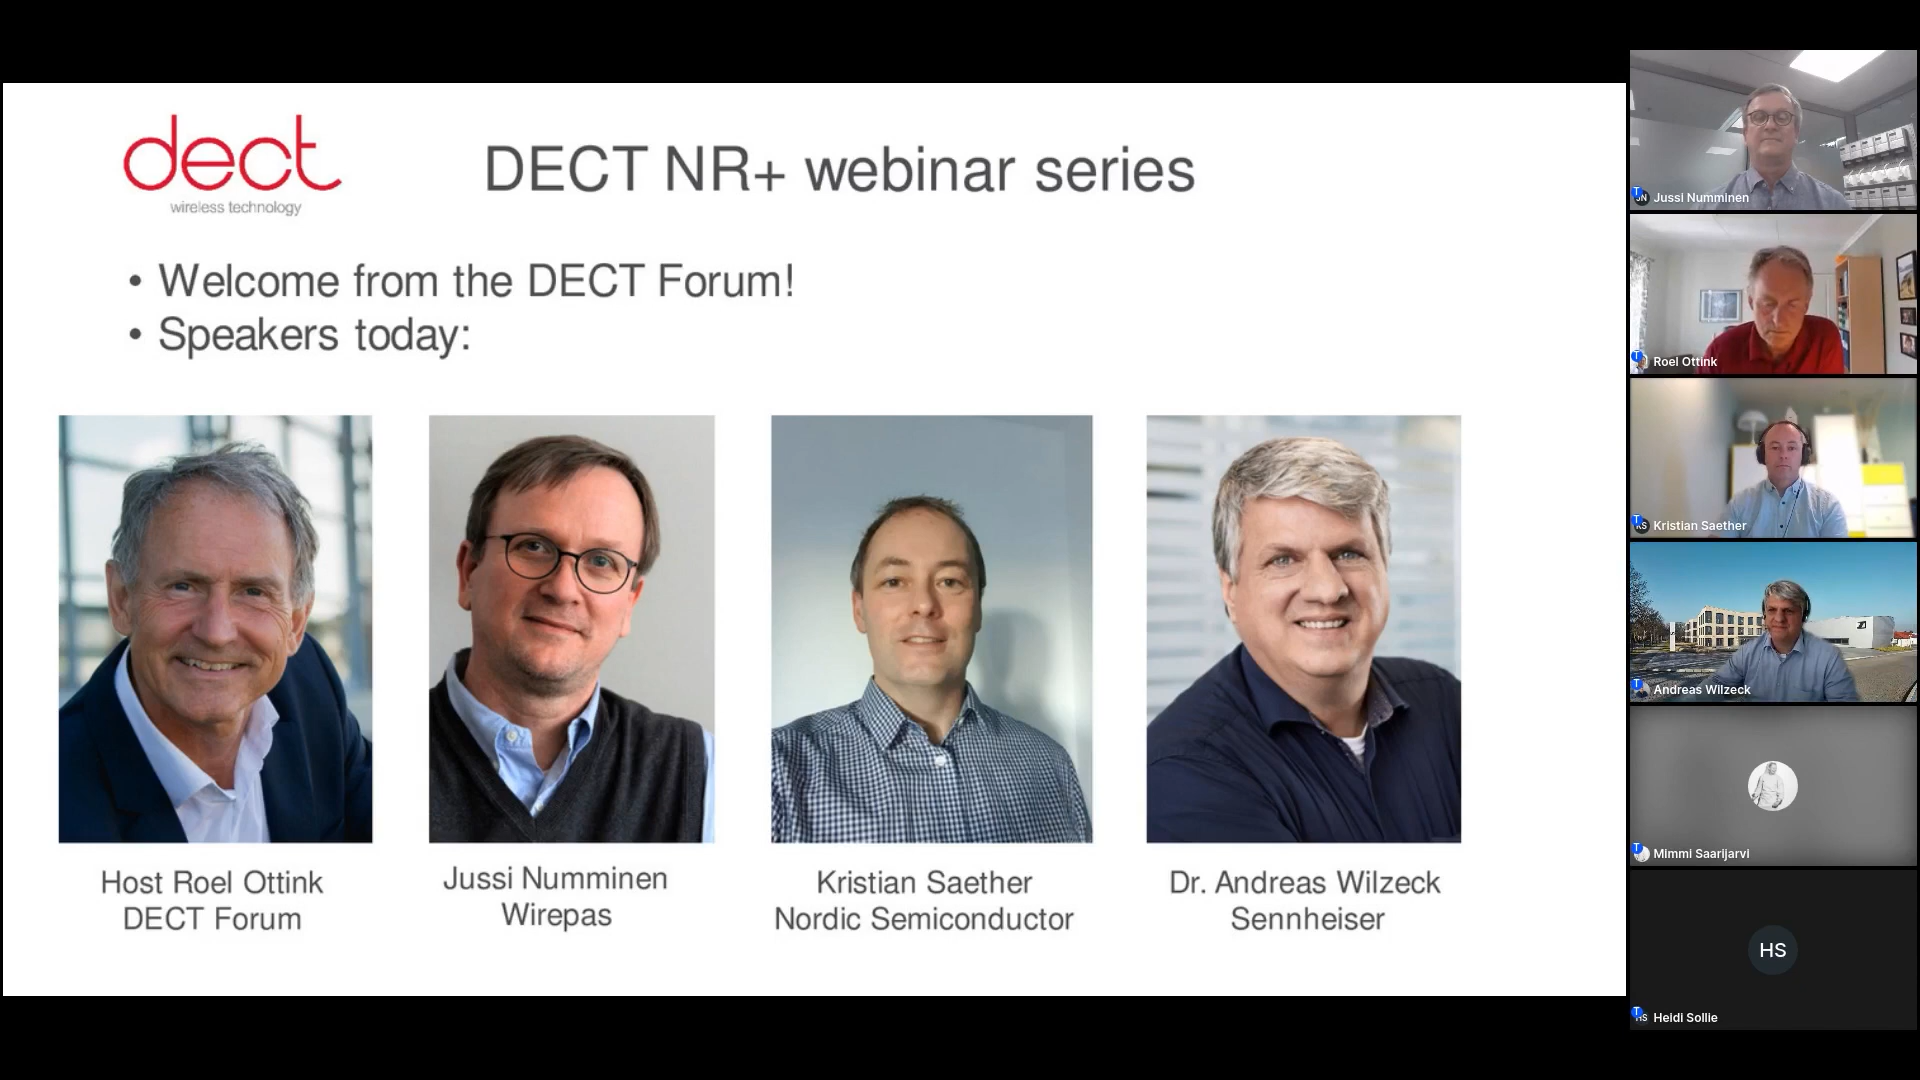 dect
wireless technology
DECT NR+ webinar series
• Welcome from the DECT Forum!
• Speakers today:
Host Roel Ottink
DECT Forum
Jussi Numminen
Wirepas
Kristian Saether
Nordic Semiconductor
Dr. Andreas Wilzeck
Sennheiser
Jussi Numminen
Roel Ottink
Kristian Saether
Andreas Wilzeck
Mimmi Saarijarvi
HS
Heidi Sollie